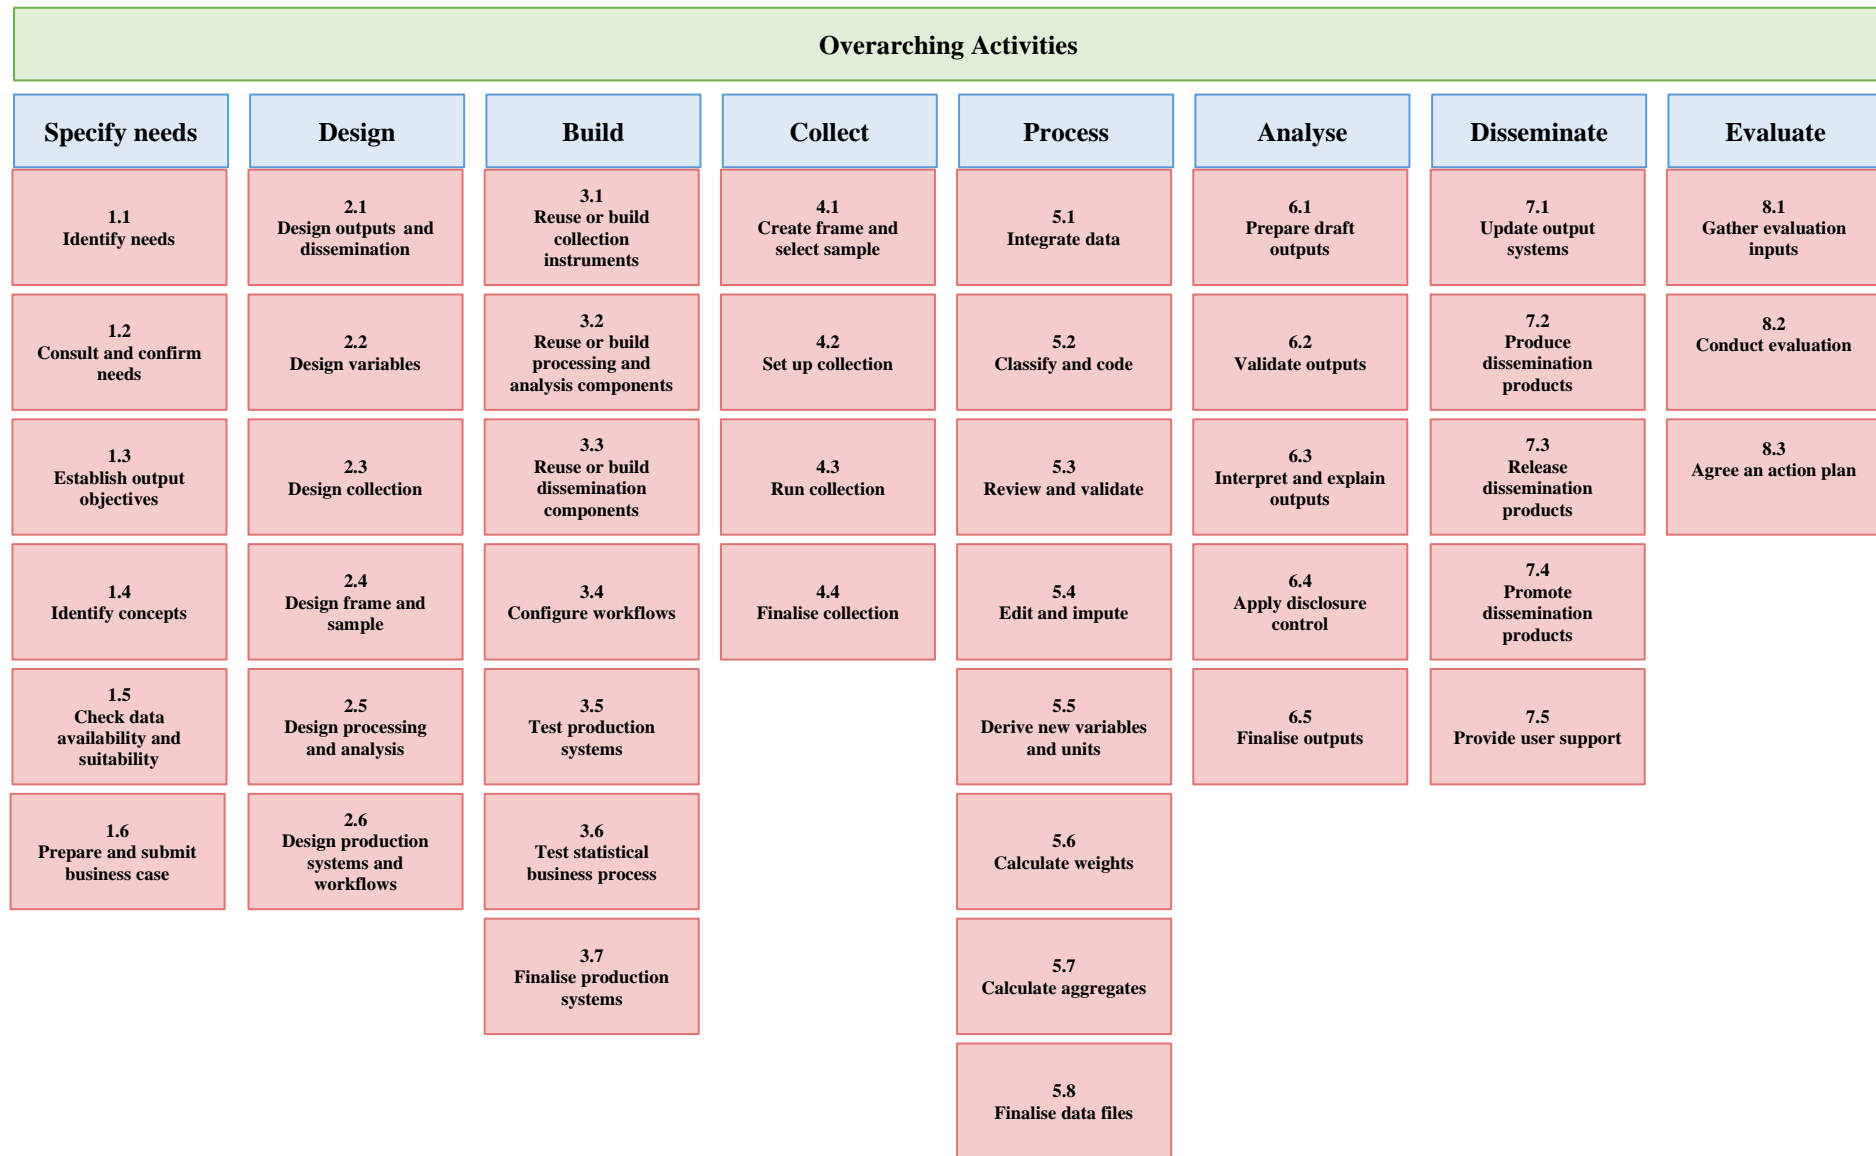 Overarching Activities
Specify needs
1.1
Identify needs
1.2
Consult and confirm
needs
1.3
Establish output
objectives
1.4
Identify concepts
1.5
Check data
availability and
suitability
1.6
Prepare and submit
business case
Design
2.1
Design outputs and
dissemination
2.2
Design variables
2.3
Design collection
2.4
Design frame and
sample
2.5
Design processing
and analysis
2.6
Design production
systems and
workflows
Build
3.1
Reuse or build
collection
instruments
3.2
Reuse or build
processing and
analysis components
3.3
Reuse or build
dissemination
components
3.4
Configure workflows
3.5
Test production
systems
3.6
Test statistical
business process
3.7
Finalise production
systems
Collect
4.1
Create frame and
select sample
4.2
Set up collection
4.3
Run collection
4.4
Finalise collection
Process
5.1
Integrate data
5.2
Classify and code
5.3
Review and validate
5.4
Edit and impute
5.5
Derive new variables
and units
5.6
Calculate weights
5.7
Calculate aggregates
5.8
Finalise data files
Analyse
6.1
Prepare draft
outputs
6.2
Validate outputs
6.3
Interpret and explain
outputs
6.4
Apply disclosure
control
6.5
Finalise outputs
Disseminate
7.1
Update output
systems
7.2
Produce
dissemination
products
7.3
Release
dissemination
products
7.4
Promote
dissemination
products
7.5
Provide user support
Evaluate
8.1
Gather evaluation
inputs
8.2
Conduct evaluation
8.3
Agree an action plan